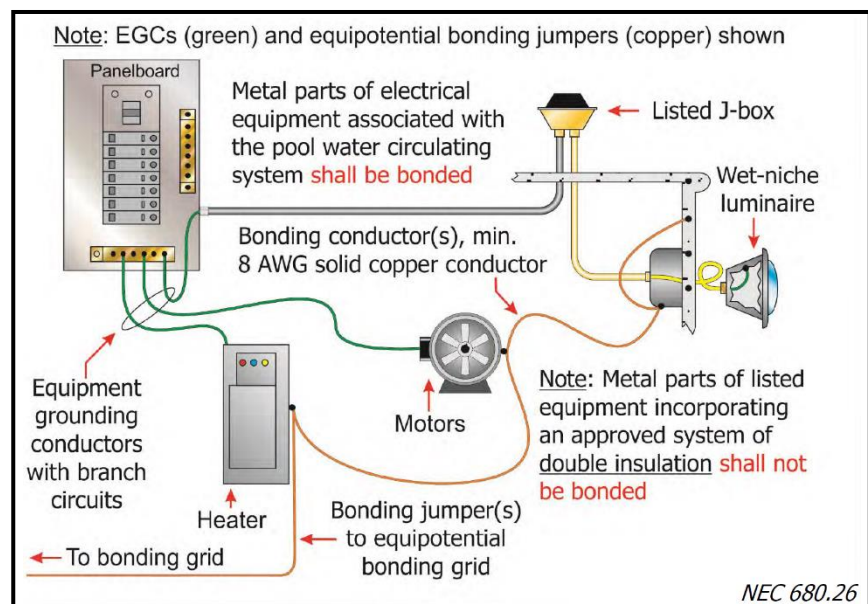 Note: EGCs (green) and equipotential bonding jumpers (copper) shown
Panelboard
Metal parts of electrical
equipment associated with
the pool water circulating
system shall be bonded
Listed J-box
Wet-niche
luminaire
Bonding conductor(s), min.
8 AWG solid copper conductor
Equipment
grounding
conductors
with branch
circuits
Motors
Note: Metal parts of listed
equipment incorporating
an approved system of
double insulation shall not
be bonded
Heater
Bonding jumper(s)
to equipotential
bonding grid
To bonding grid
NEC 680.26